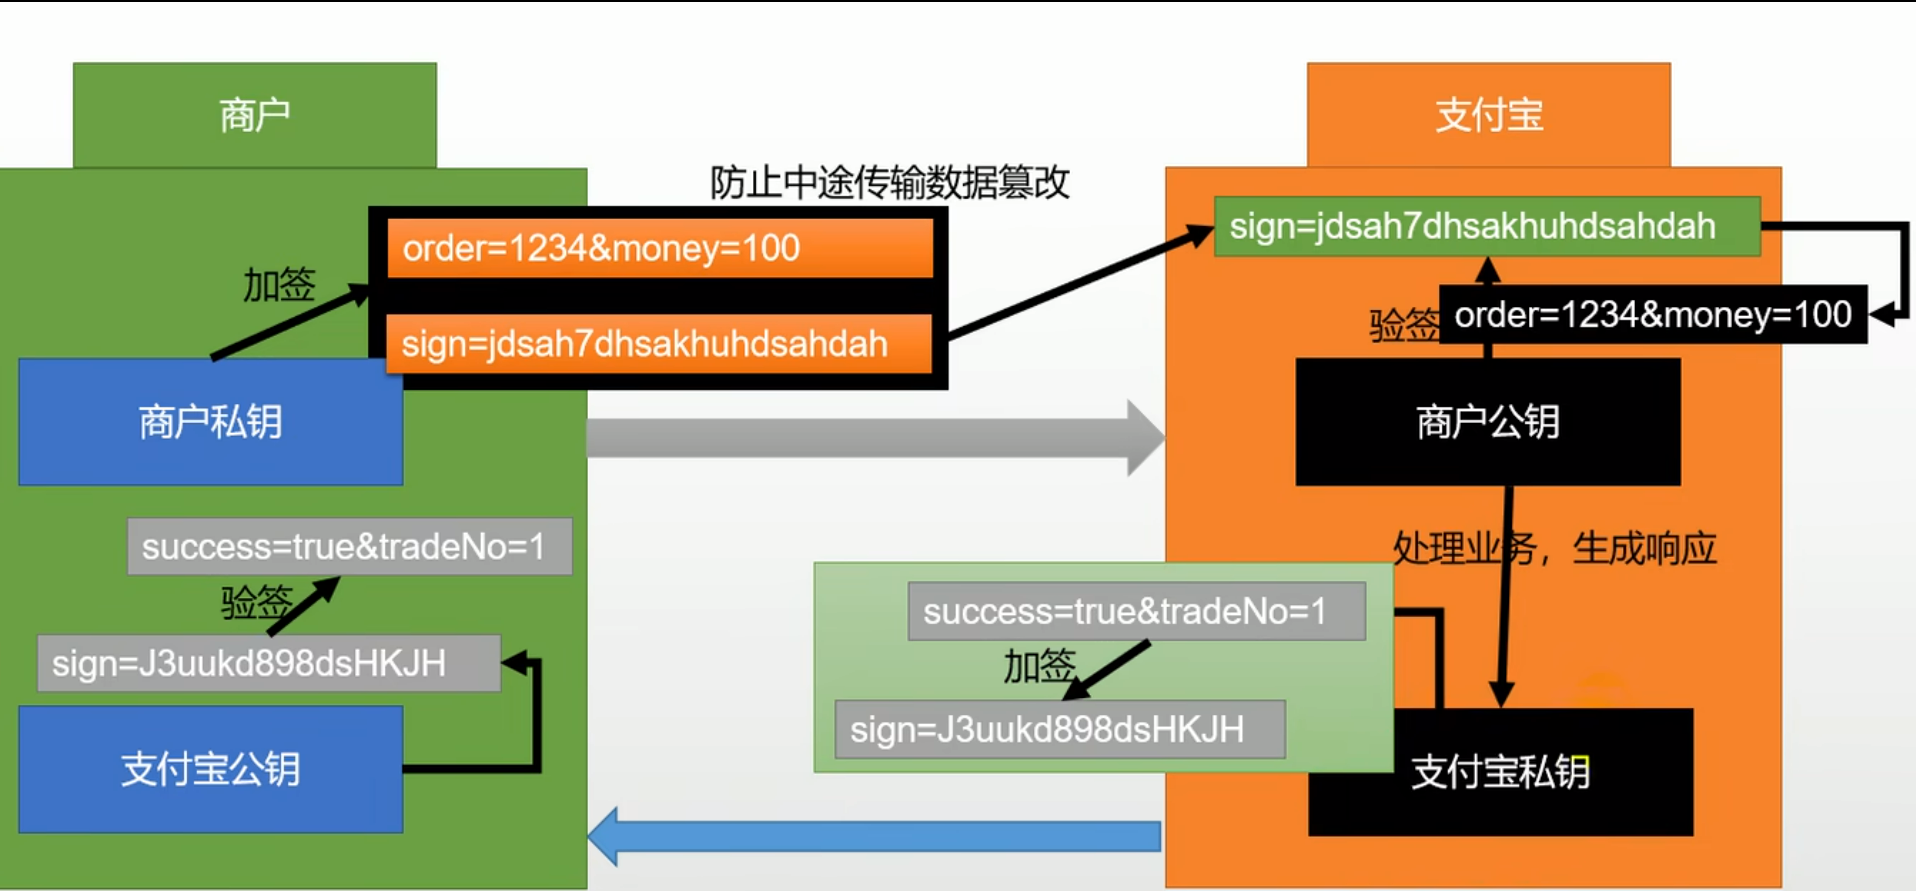 商户
支付宝
防止中途传输数据篡改
order=1234&money=100
sign=jdsah7dhsakhuhdsahdah
加签
sign=jdsah7dhsakhuhdsahdah
验签
order=1234&money=100
商户私钥
商户公钥
处理业务，生成响应
success=true&tradeNo=1
验签
sign=J3uukd898dsHKJH
支付宝公钥
success=true&tradeNo=1
加签
sign=J3uukd898dsHKJH
支付宝私钥